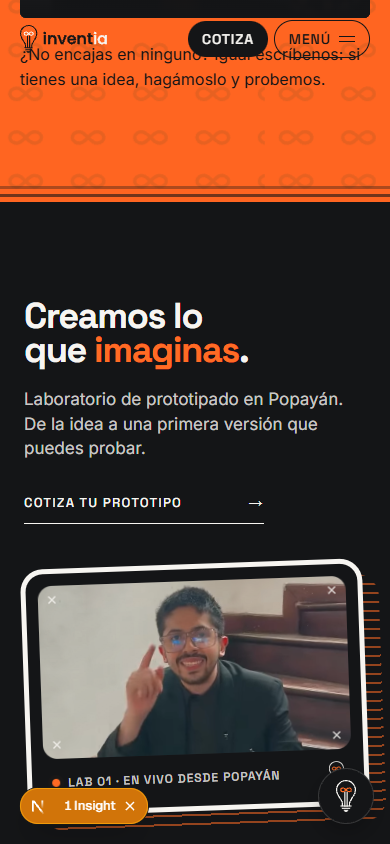 inventia
COTIZA
MENÚ
¿No encajas en ninguno? Igual escríbenos: si
tienes una idea, hagámoslo y probemos.
Creamos lo
que imaginas.
Laboratorio de prototipado en Popayán.
De la idea a una primera versión que
puedes probar.
COTIZA TU PROTOTIPO →
LAB 01 · EN VIVO DESDE POPAYÁN
N 1 Insight ×